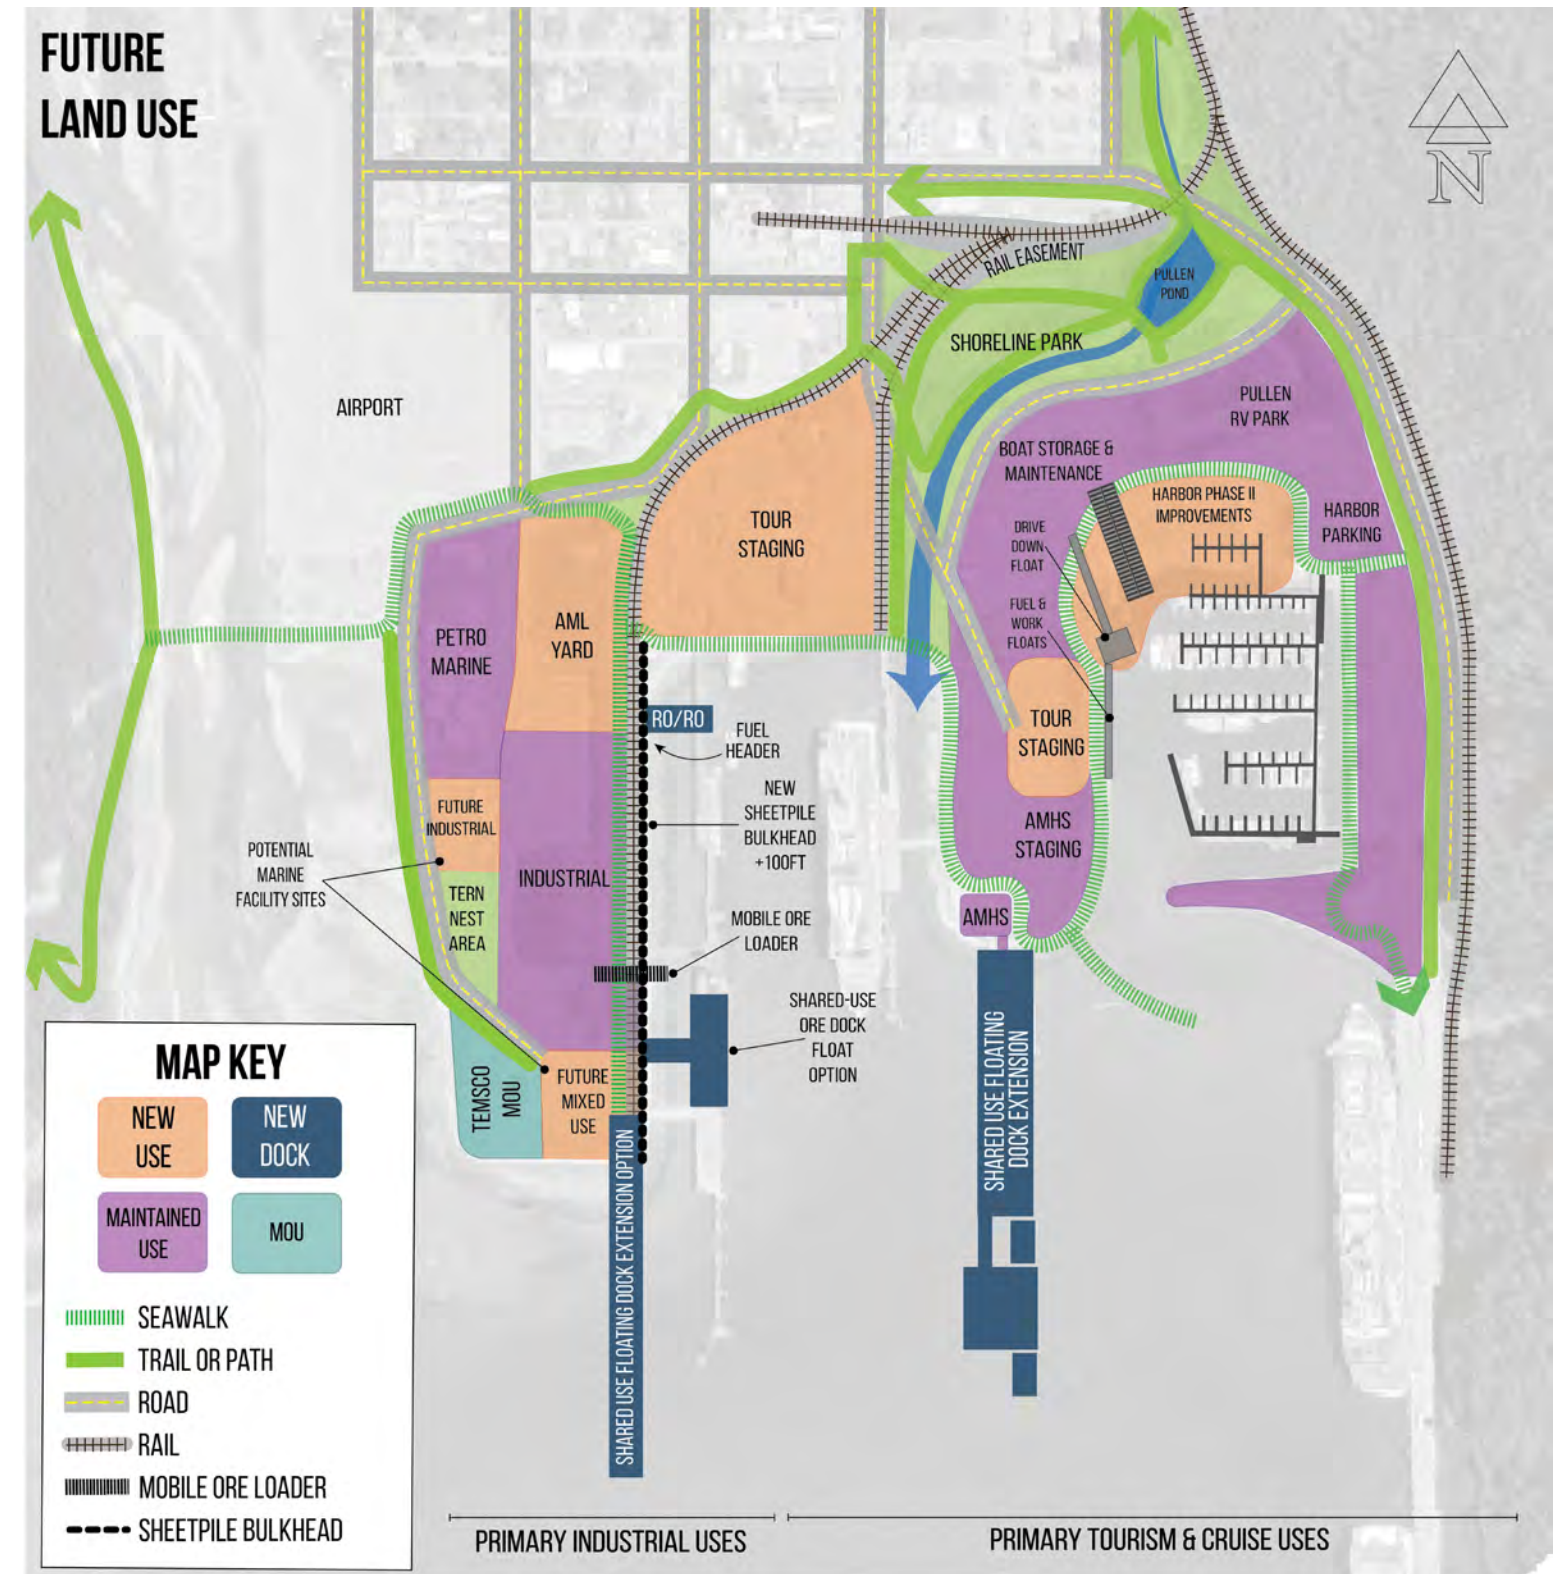 FUTURE
LAND USE
N
RAIL EASEMENT
PULLEN
POND
SHORELINE PARK
AIRPORT
PULLEN
RV PARK
BOAT STORAGE &
MAINTENANCE
HARBOR PHASE II
IMPROVEMENTS
HARBOR
PARKING
DRIVE
DOWN
FLOAT
FUEL &
WORK
FLOATS
TOUR
STAGING
AML
YARD
PETRO
MARINE
RO/RO
FUEL
HEADER
TOUR
STAGING
NEW
SHEETPILE
BULKHEAD
+100FT
FUTURE
INDUSTRIAL
AMHS
STAGING
POTENTIAL
MARINE
FACILITY SITES
INDUSTRIAL
TERN
NEST
AREA
MOBILE ORE
LOADER
AMHS
SHARED-USE
ORE DOCK
FLOAT
OPTION
SHARED USE FLOATING
DOCK EXTENSION
TEMSCO
MOU
FUTURE
MIXED
USE
SHARED USE FLOATING DOCK EXTENSION OPTION
MAP KEY
NEW
USE
NEW
DOCK
MAINTAINED
USE
MOU
SEAWALK
TRAIL OR PATH
ROAD
RAIL
MOBILE ORE LOADER
SHEETPILE BULKHEAD
PRIMARY INDUSTRIAL USES
PRIMARY TOURISM & CRUISE USES